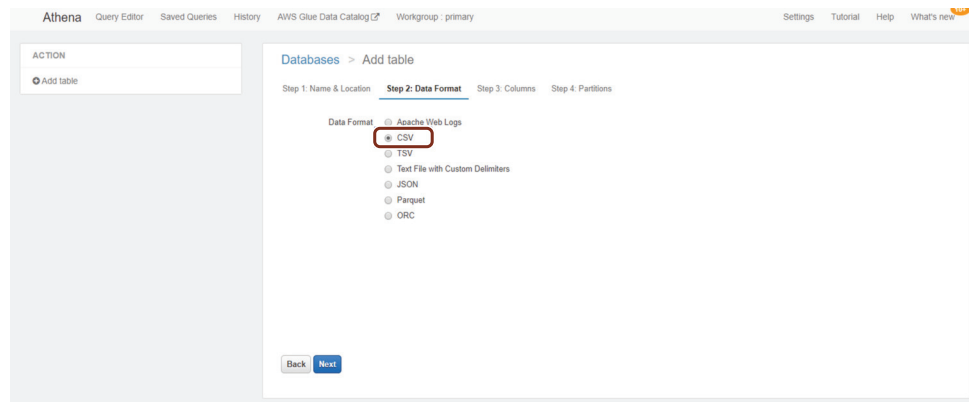 Athena Query Editor Saved Queries History AWS Glue Data Catalog Workgroup : primary Settings Tutorial Help What's new
ACTION
Add table
Databases > Add table
Step 1: Name & Location Step 2: Data Format Step 3: Columns Step 4: Partitions
Data Format Apache Web Logs
CSV
TSV
Text File with Custom Delimiters
JSON
Parquet
ORC
Back Next